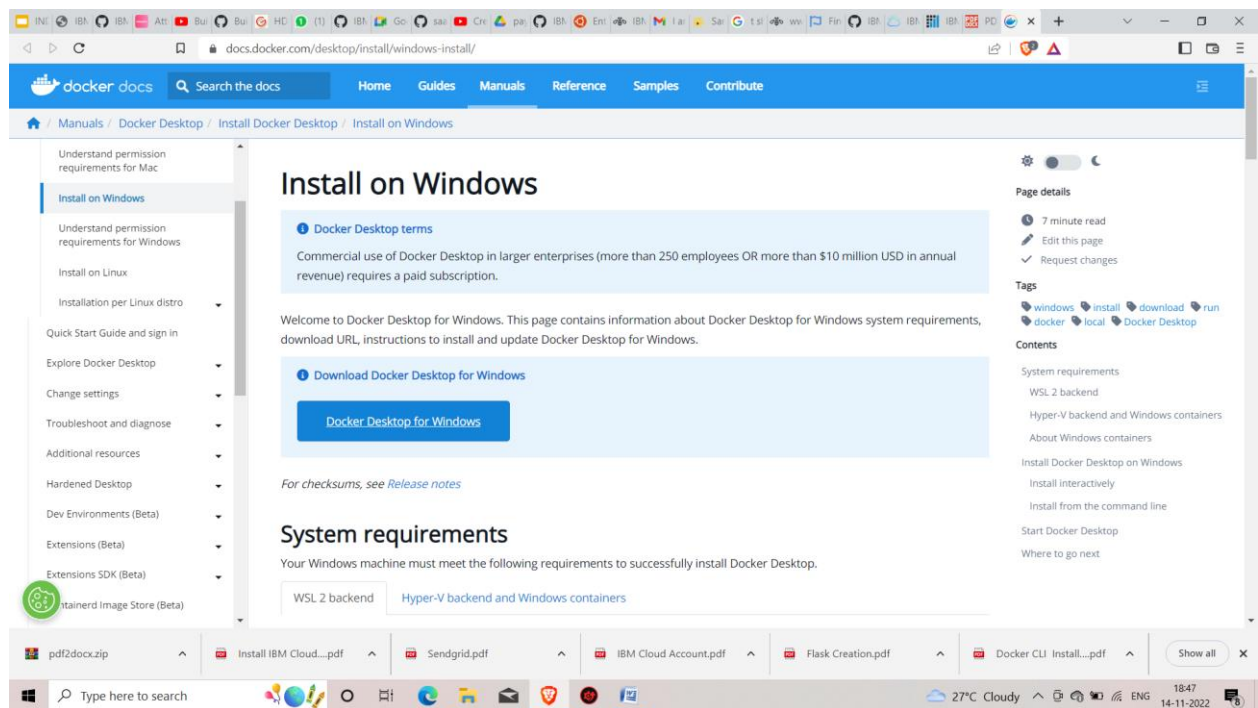 docs.docker.com/desktop/install/windows-install/
docker docs
Search the docs
Home
Guides
Manuals
Reference
Samples
Contribute
/ Manuals / Docker Desktop / Install Docker Desktop / Install on Windows
Understand permission
requirements for Mac
Install on Windows
Understand permission
requirements for Windows
Install on Linux
Installation per Linux distro
Quick Start Guide and sign in
Explore Docker Desktop
Change settings
Troubleshoot and diagnose
Additional resources
Hardened Desktop
Dev Environments (Beta)
Extensions (Beta)
Extensions SDK (Beta)
Image Store (Beta)
Install on Windows
Docker Desktop terms
Commercial use of Docker Desktop in larger enterprises (more than 250 employees OR more than $10 million USD in annual
revenue) requires a paid subscription.
Welcome to Docker Desktop for Windows. This page contains information about Docker Desktop for Windows system requirements,
download URL, instructions to install and update Docker Desktop for Windows.
Download Docker Desktop for Windows
Docker Desktop for Windows
For checksums, see Release notes
System requirements
Your Windows machine must meet the following requirements to successfully install Docker Desktop.
WSL 2 backend
Hyper-V backend and Windows containers
Page details
7 minute read
Edit this page
Request changes
Tags
windows install download run
docker local Docker Desktop
Contents
System requirements
WSL 2 backend
Hyper-V backend and Windows containers
About Windows containers
Install Docker Desktop on Windows
Install interactively
Install from the command line
Start Docker Desktop
Where to go next
pdf2docx.zip
Install IBM Cloud....pdf
Sendgrid.pdf
IBM Cloud Account.pdf
Flask Creation.pdf
Docker CLI Install....pdf
Show all
Type here to search
27°C Cloudy
ENG
18:47
14-11-2022